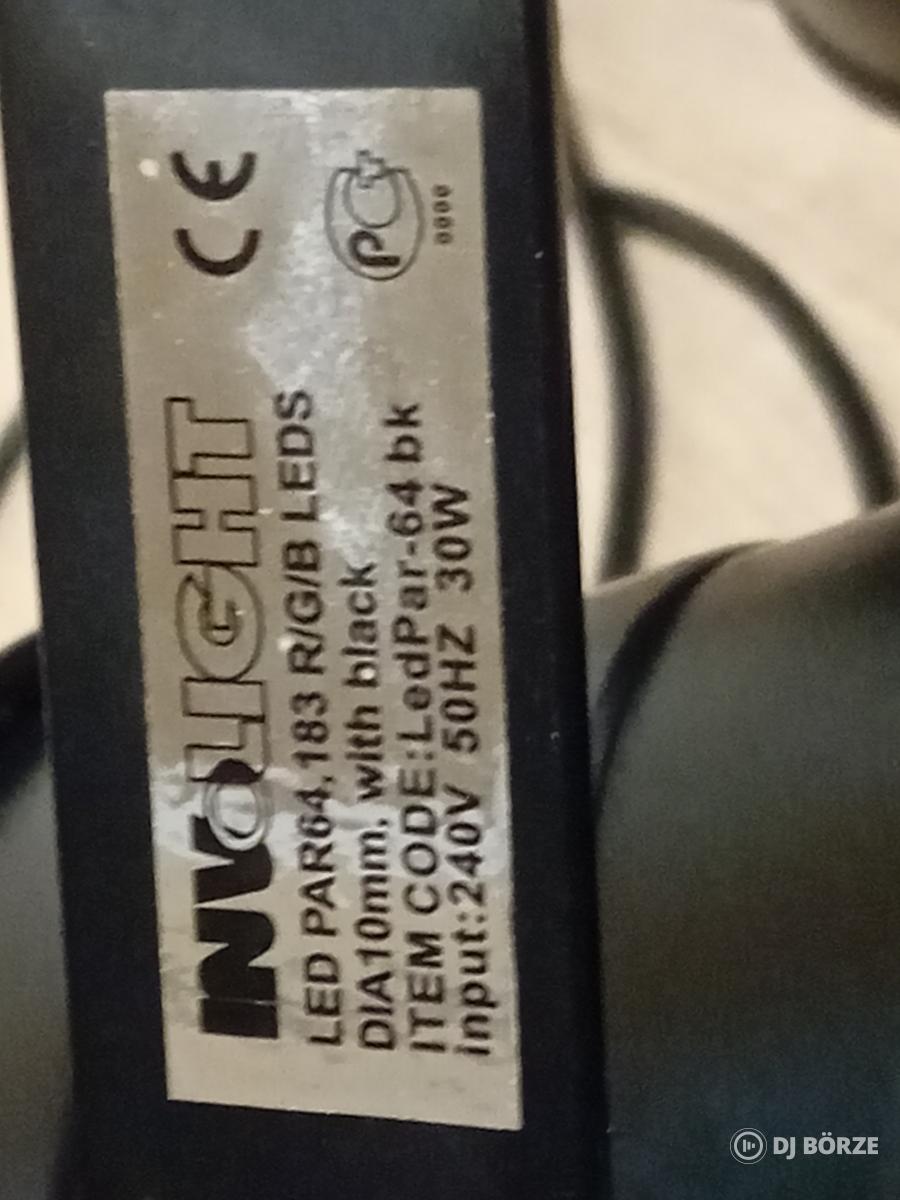 INVOLIGHT
LED PAR64,183 R/G/B LEDS
DIA10mm, with black
ITEM CODE:LedPar-64 bk
input:240V 50HZ 30W
CE
PCT
0000
DJ BÖRZE